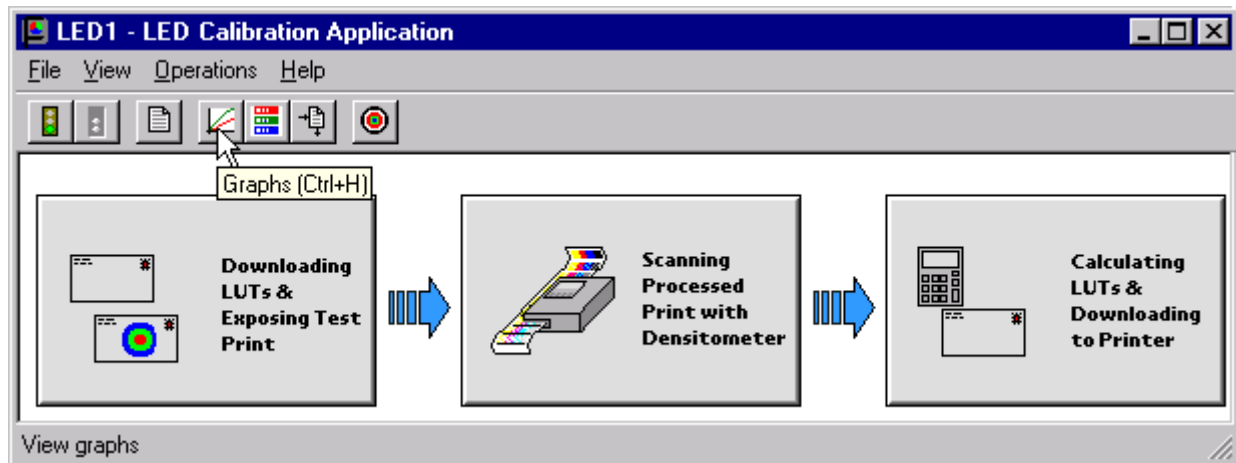 LED1 - LED Calibration Application
File View Operations Help
Graphs (Ctrl+H)
Downloading
LUTs &
Exposing Test
Print
Scanning
Processed
Print with
Densitometer
Calculating
LUTs &
Downloading
to Printer
View graphs